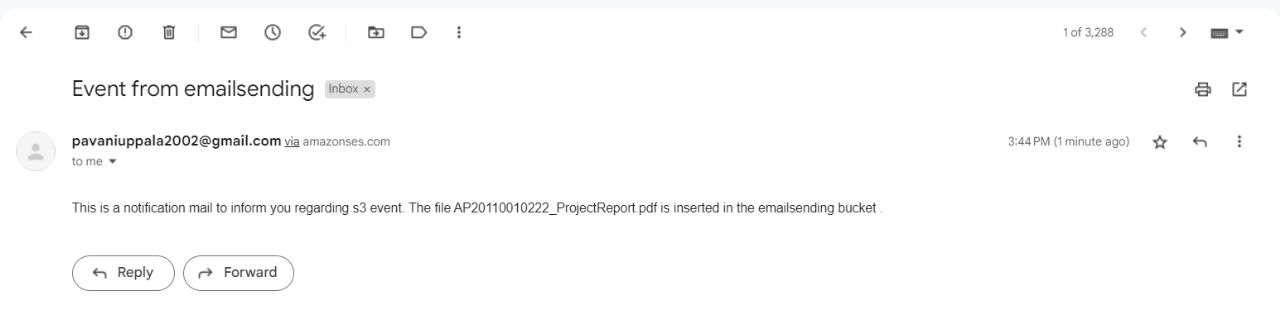 1 of 3,288
Event from emailsending Inbox ×
pavaniuppala2002@gmail.com via amazonses.com 3:44 PM (1 minute ago)
to me
This is a notification mail to inform you regarding s3 event. The file AP20110010222_ProjectReport.pdf is inserted in the emailsending bucket .
Reply Forward